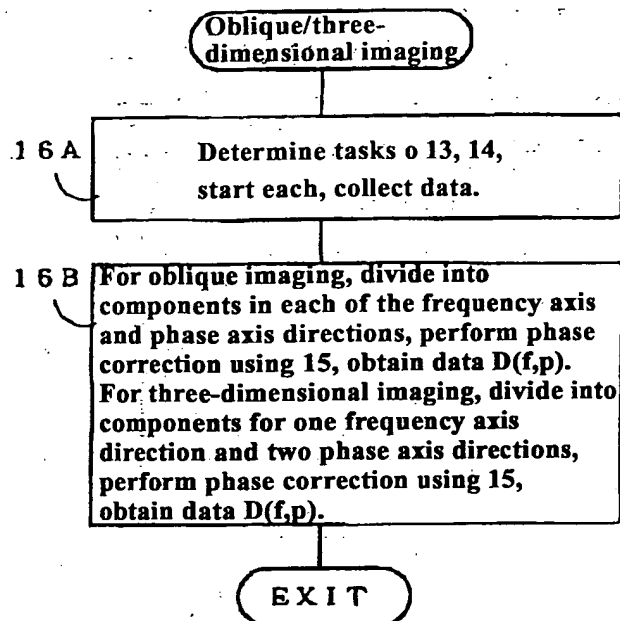 Oblique/three-
dimensional imaging
16A
Determine tasks o 13, 14,
start each, collect data.
16B
For oblique imaging, divide into
components in each of the frequency axis
and phase axis directions, perform phase
correction using 15, obtain data D(f,p).
For three-dimensional imaging, divide into
components for one frequency axis
direction and two phase axis directions,
perform phase correction using 15,
obtain data D(f,p).
EXIT